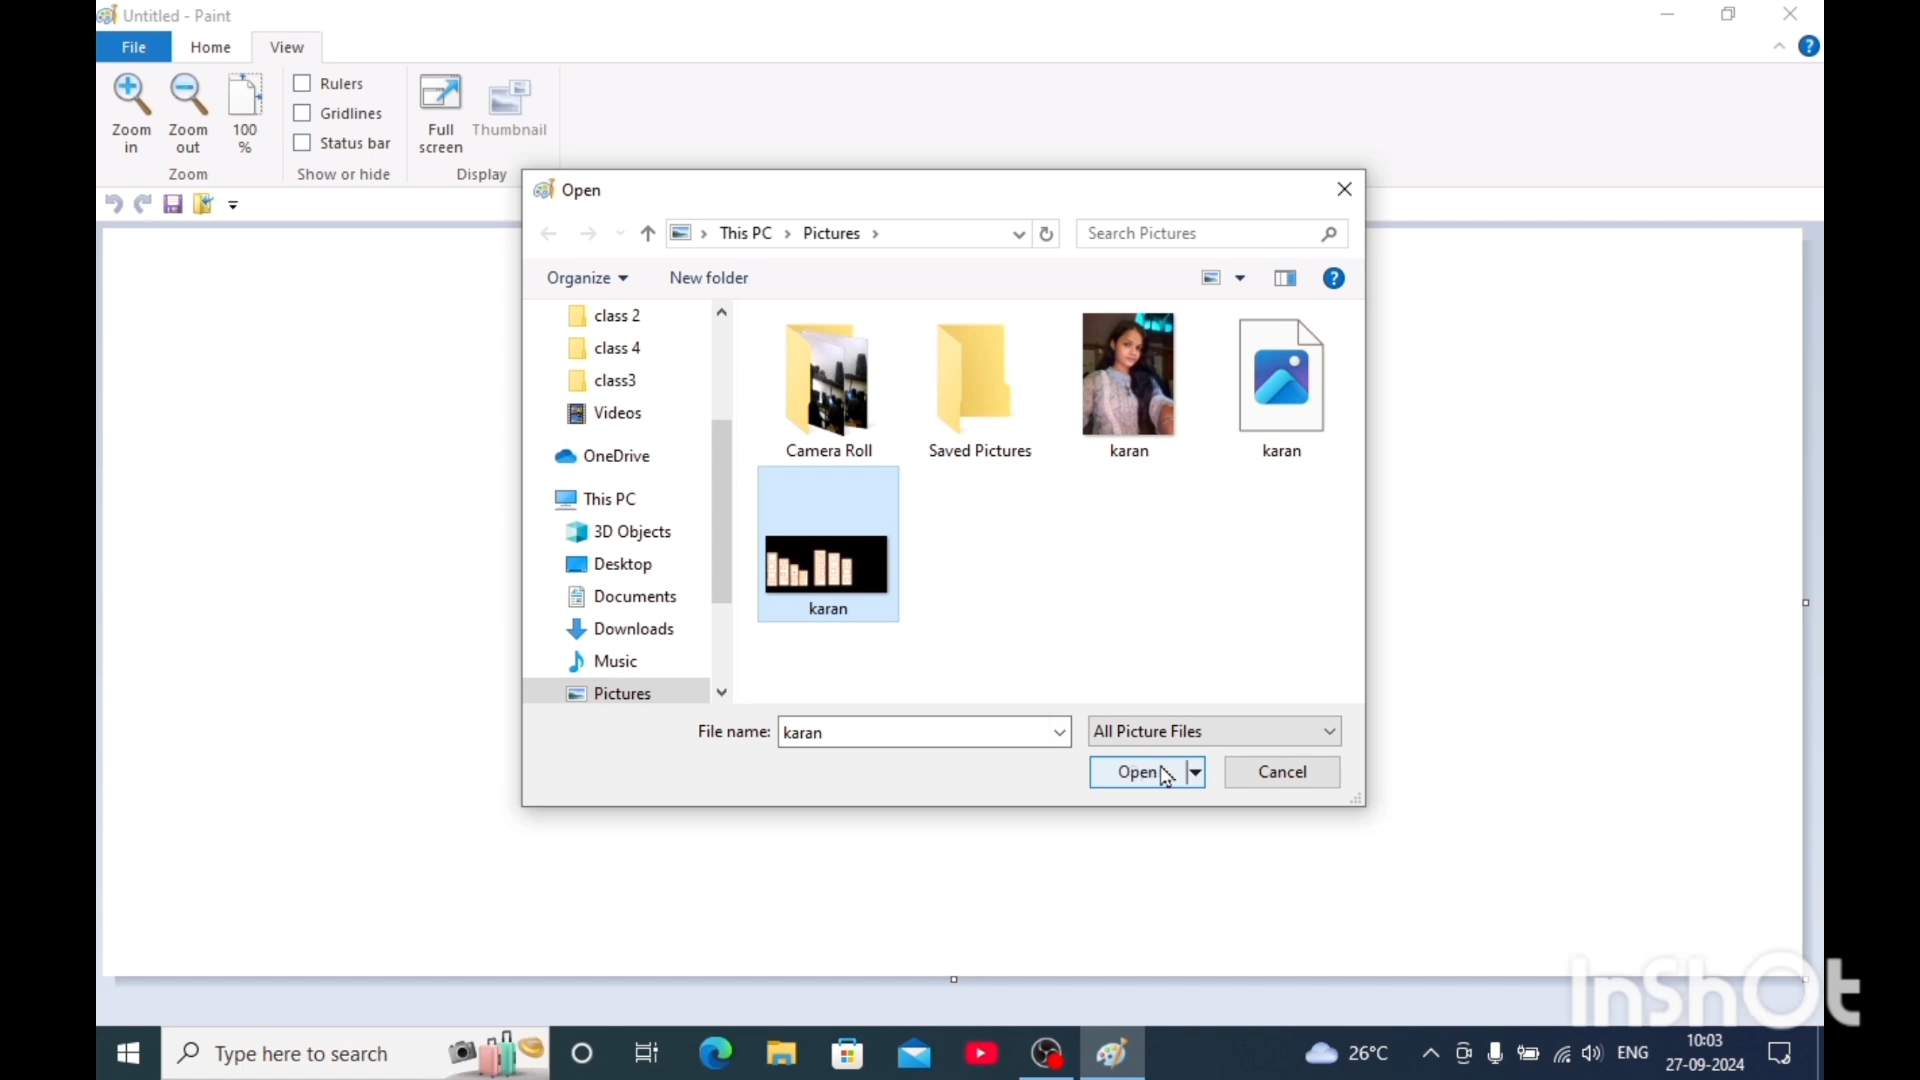 Untitled - Paint
File
Home
View
Zoom in
Zoom out
100 %
Rulers
Gridlines
Status bar
Full screen
Thumbnail
Zoom
Show or hide
Display
Open
This PC
Pictures
Search Pictures
Organize
New folder
class 2
class 4
class3
Videos
OneDrive
This PC
3D Objects
Desktop
Documents
Downloads
Music
Pictures
Camera Roll
Saved Pictures
karan
karan
karan
File name:
karan
All Picture Files
Open
Cancel
InShOt
Type here to search
26°C
ENG
10:03
27-09-2024